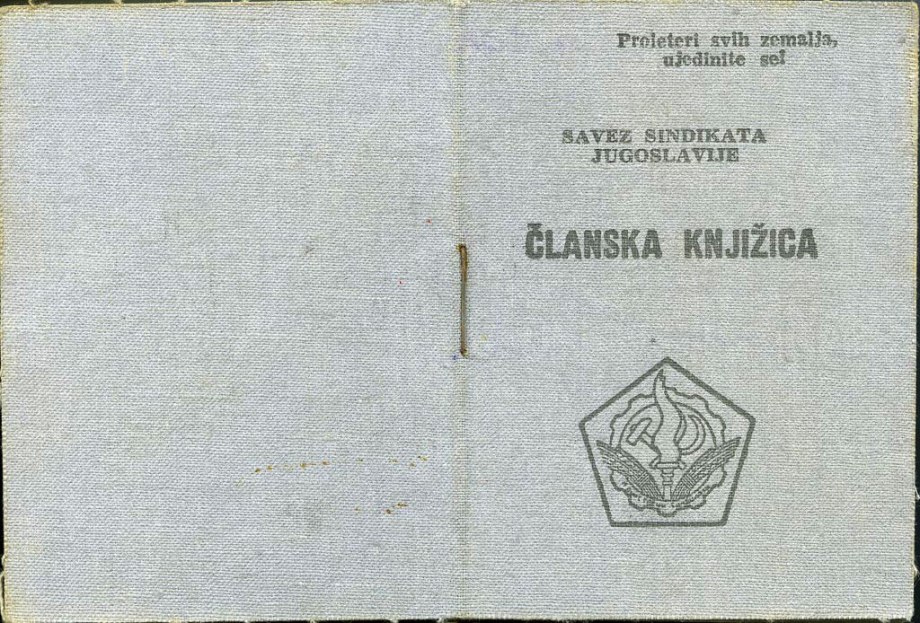 Proleteri svih zemalja,
ujedinite se!
SAVEZ SINDIKATA
JUGOSLAVIJE
ČLANSKA KNJIŽICA